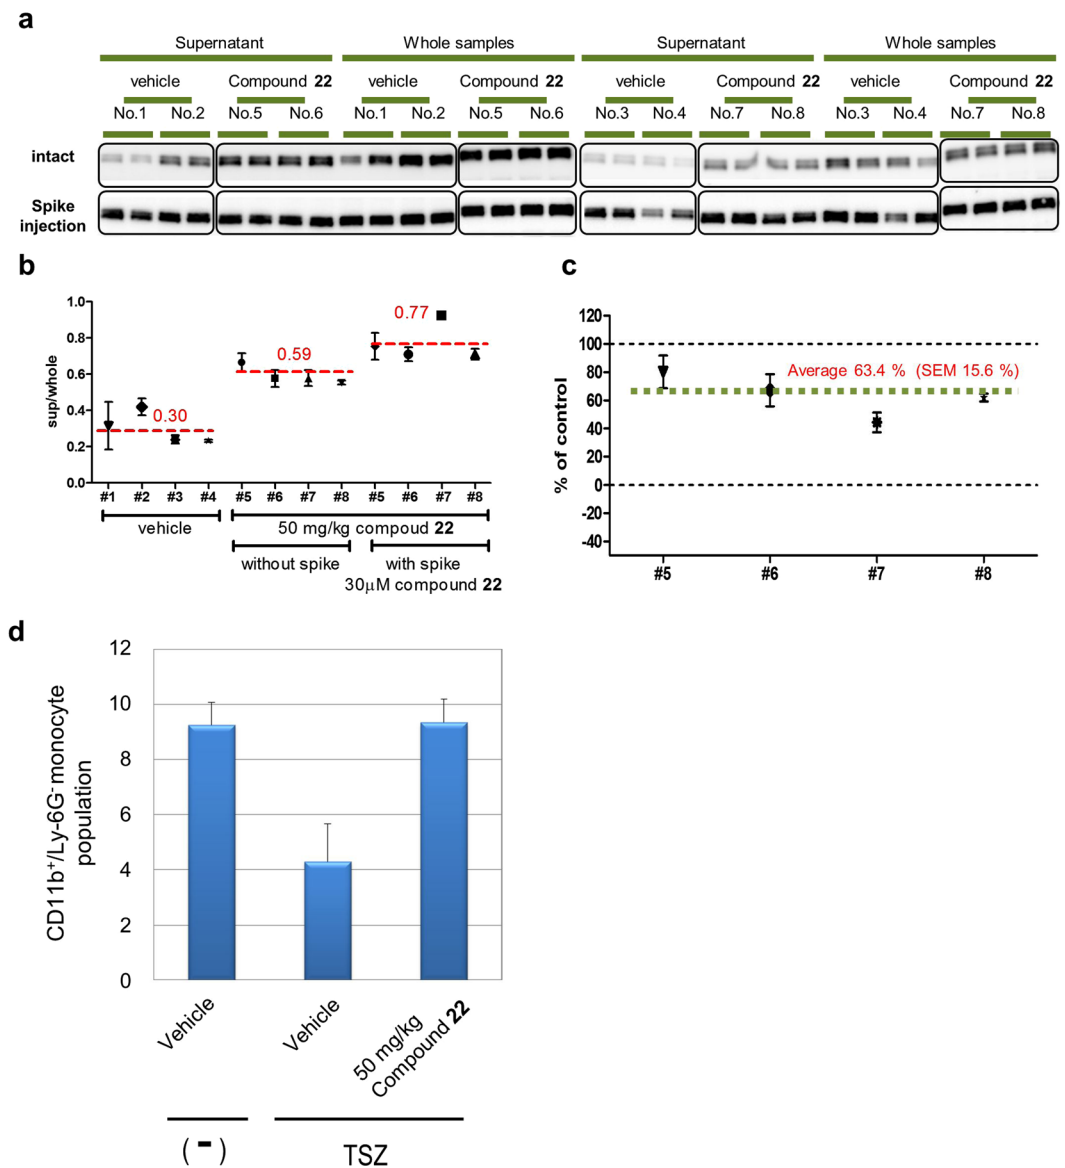 a
Supernatant Whole samples Supernatant Whole samples
vehicle Compound 22 vehicle Compound 22 vehicle Compound 22 vehicle Compound 22
No.1 No.2 No.5 No.6 No.1 No.2 No.5 No.6 No.3 No.4 No.7 No.8 No.3 No.4 No.7 No.8
intact
Spike
injection
b
sup/whole
1.0
0.8
0.6
0.4
0.2
0.0
0.30
0.59
0.77
#1 #2 #3 #4 #5 #6 #7 #8 #5 #6 #7 #8
vehicle 50 mg/kg compoud 22
without spike with spike
30μM compound 22
c
% of control
120
100
80
60
40
20
0
-20
-40
Average 63.4 % (SEM 15.6 %)
#5 #6 #7 #8
d
CD11b+/Ly-6G- monocyte
population
12
10
8
6
4
2
0
Vehicle
Vehicle
50 mg/kg
Compound 22
(-) TSZ